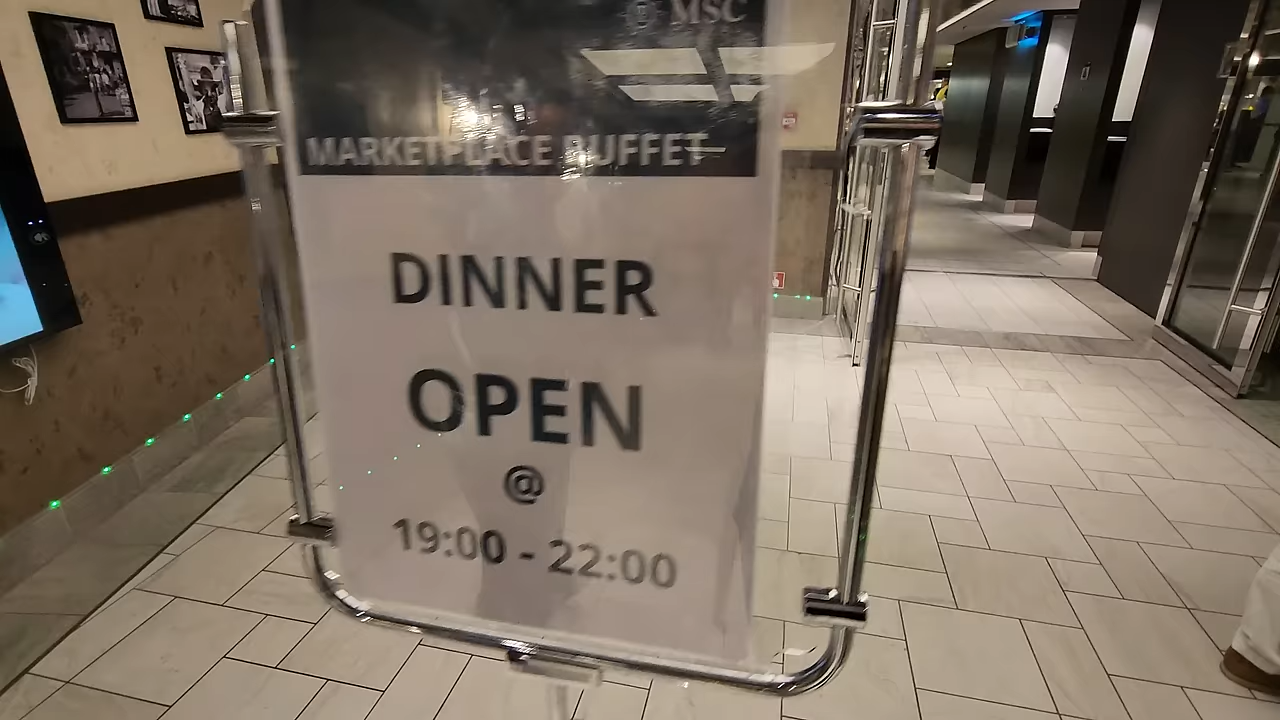 MSC
MARKETPLACE BUFFET
DINNER
OPEN
@
19:00 - 22:00